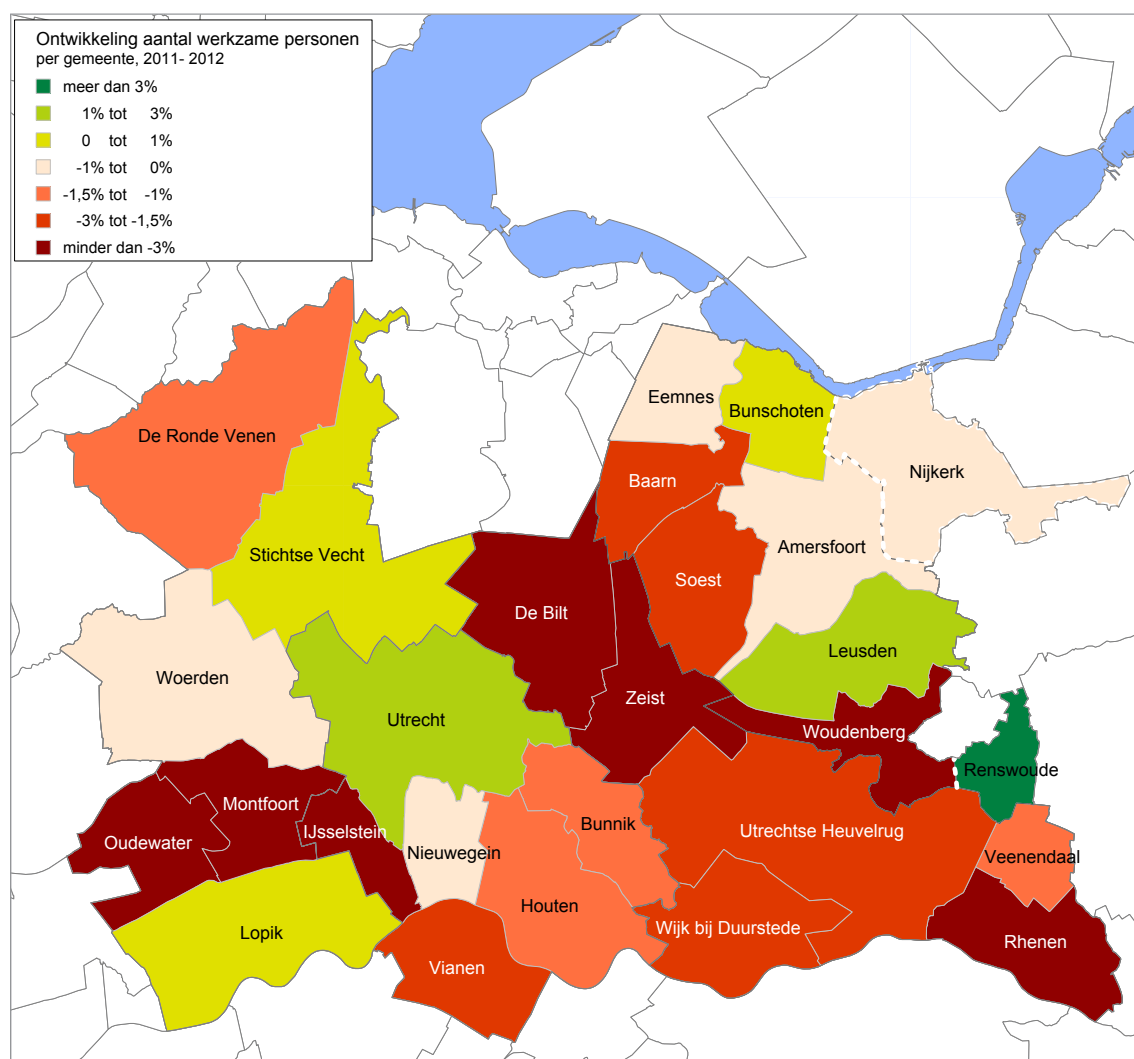 Ontwikkeling aantal werkzame personen
per gemeente, 2011- 2012
meer dan 3%
1% tot 3%
0 tot 1%
-1% tot 0%
-1,5% tot -1%
-3% tot -1,5%
minder dan -3%
Eemnes
Bunschoten
De Ronde Venen
Nijkerk
Baarn
Amersfoort
Stichtse Vecht
Soest
De Bilt
Leusden
Woerden
Zeist
Utrecht
Woudenberg
Renswoude
Montfoort
IJsselstein
Bunnik
Utrechtse Heuvelrug
Oudewater
Nieuwegein
Veenendaal
Houten
Lopik
Wijk bij Duurstede
Rhenen
Vianen